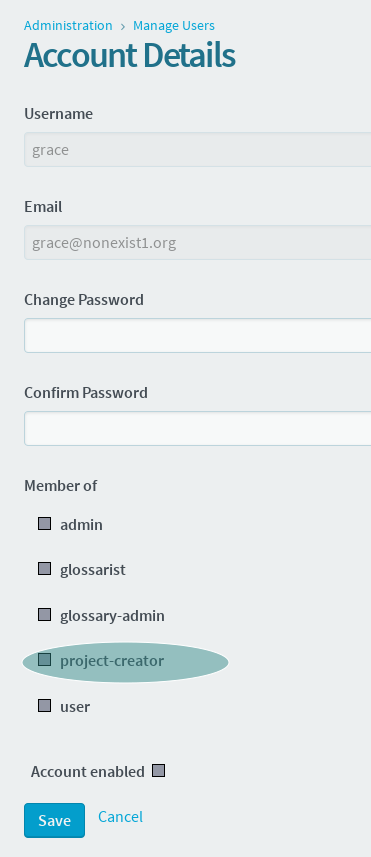 Administration › Manage Users
Account Details
Username
grace
Email
grace@nonexist1.org
Change Password
Confirm Password
Member of
admin
glossarist
glossary-admin
project-creator
user
Account enabled
Save Cancel